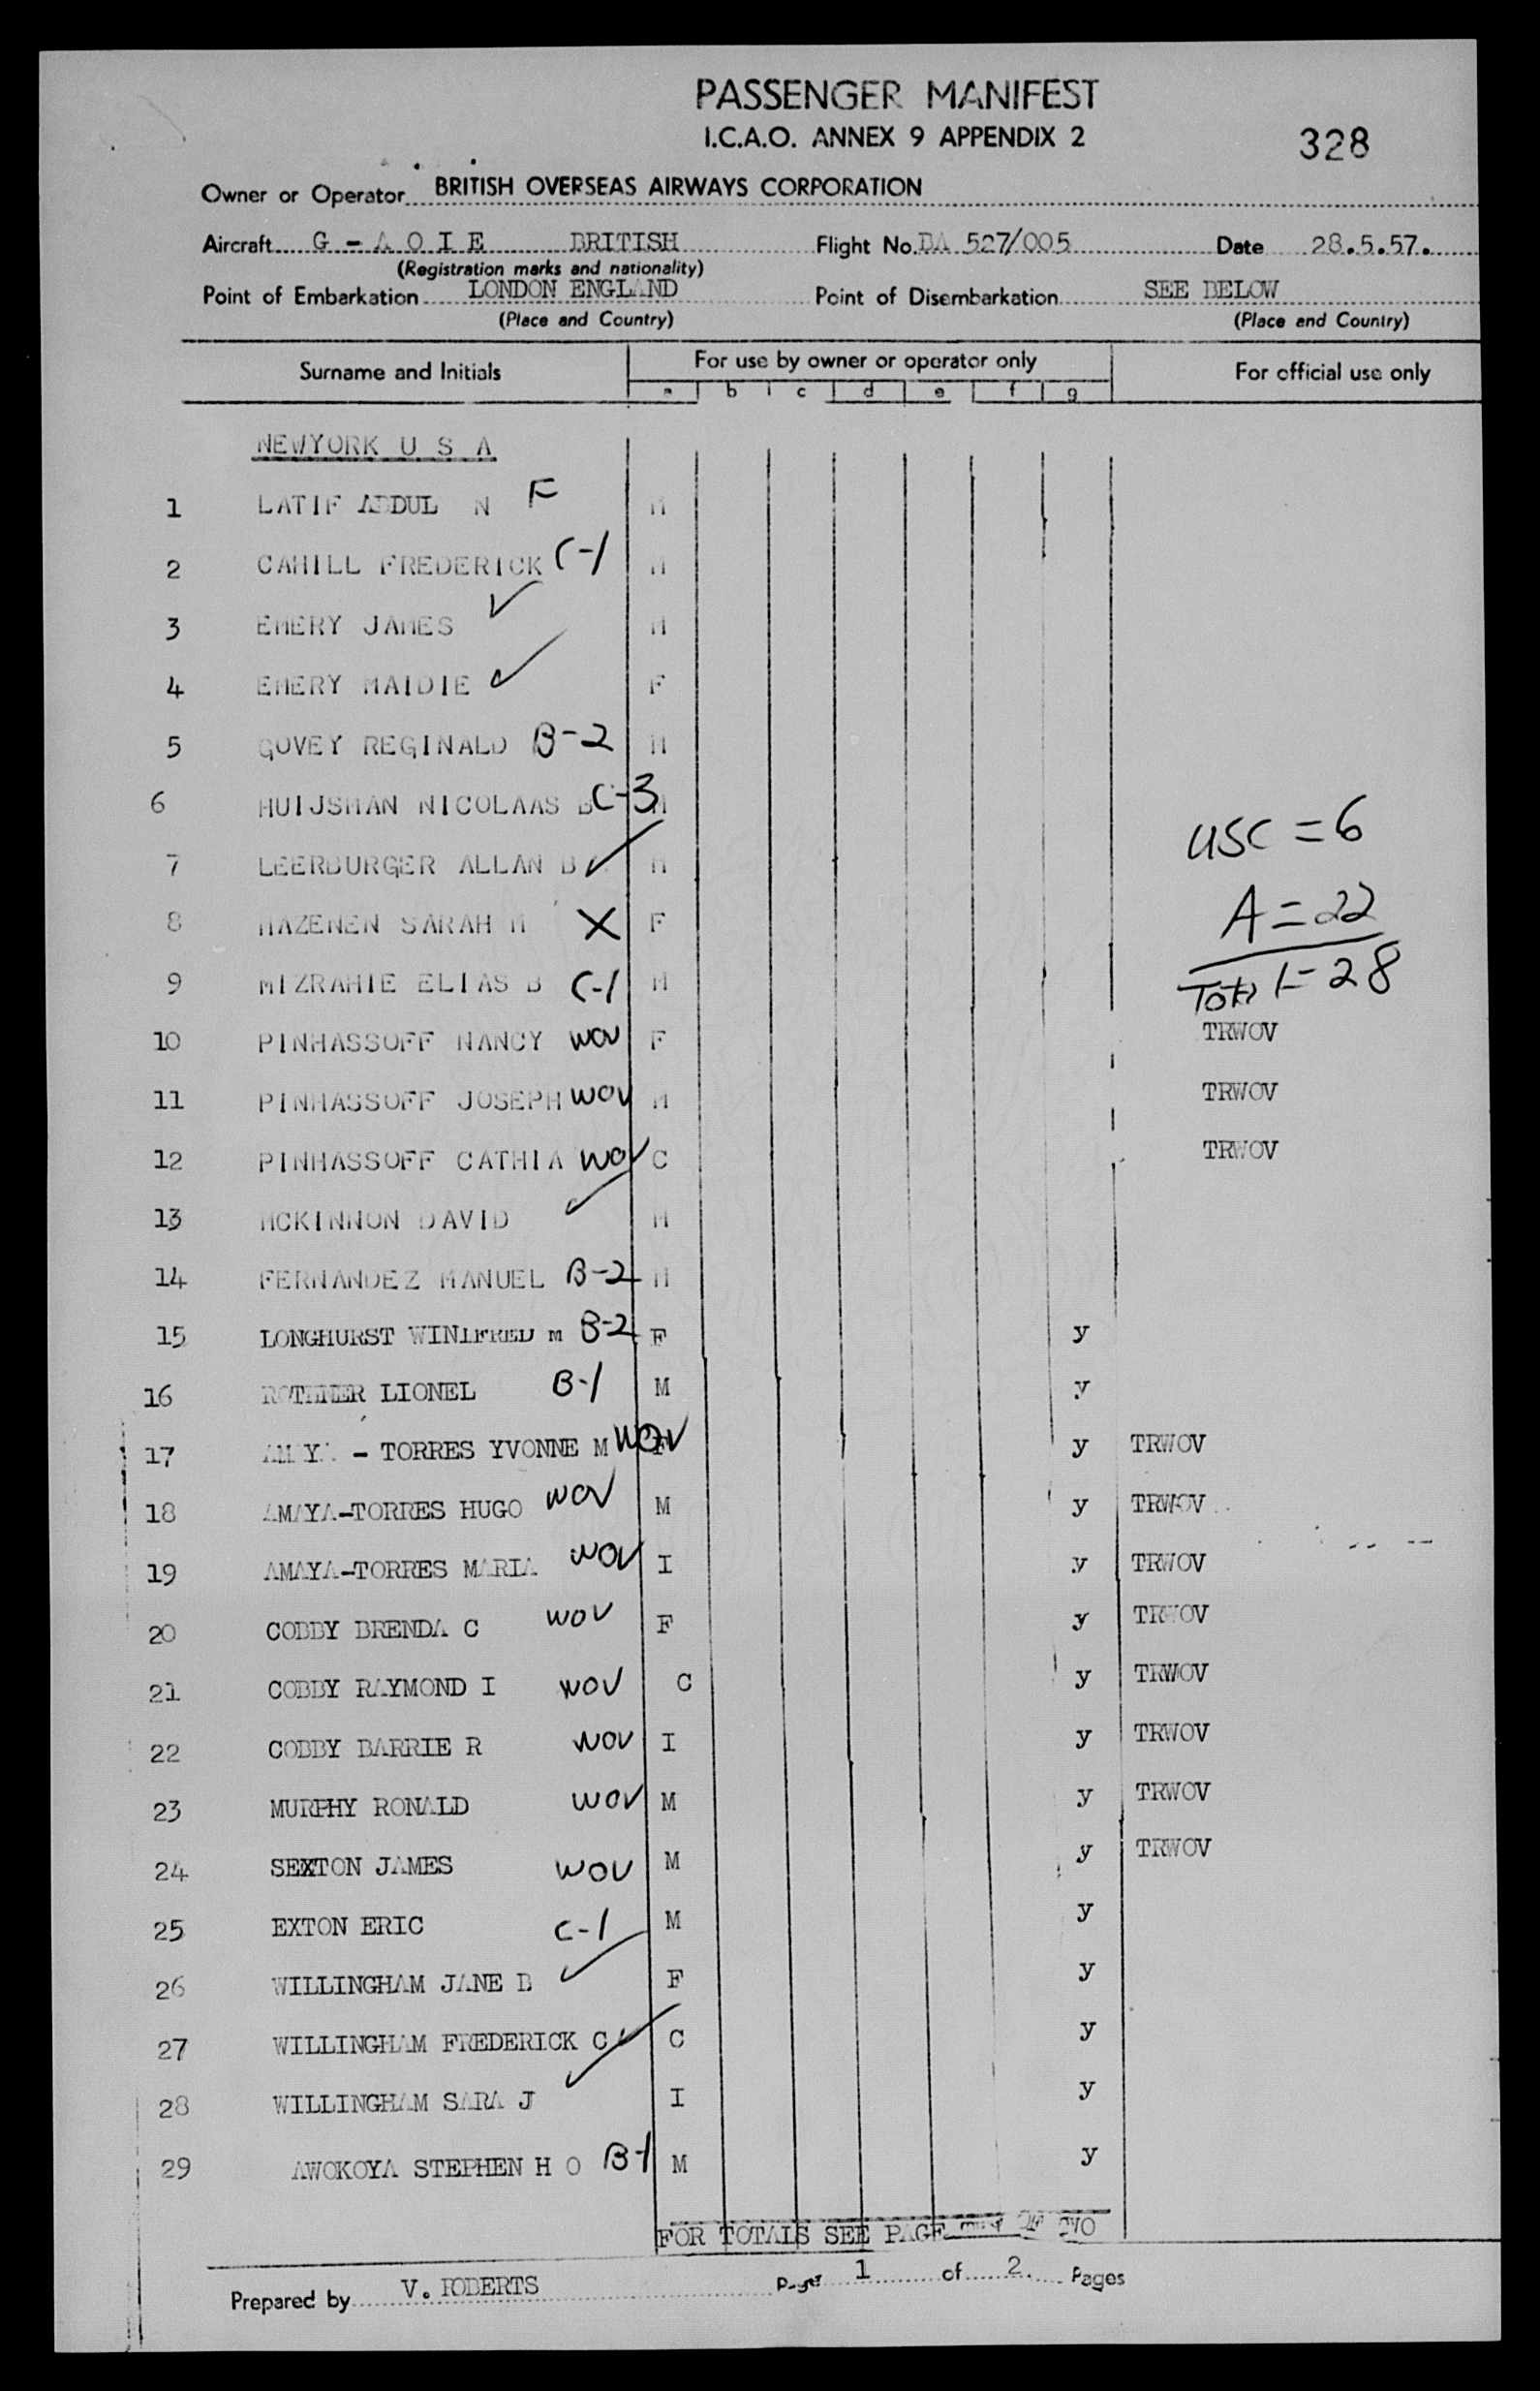 PASSENGER MANIFEST
I.C.A.O. ANNEX 9 APPENDIX 2
328
Owner or Operator BRITISH OVERSEAS AIRWAYS CORPORATION
Aircraft G - A O I E BRITISH Flight No. BA 527/005 Date 28.5.57.
(Registration marks and nationality)
Point of Embarkation LONDON ENGLAND Point of Disembarkation SEE BELOW
(Place and Country) (Place and Country)
Surname and Initials For use by owner or operator only For official use only
a b c d e f g
NEWYORK U S A
1 LATIF ABDUL N F M
2 CAHILL FREDERICK C-1 M
3 EMERY JAMES ✓ M
4 EMERY MAIDIE ✓ F
5 GOVEY REGINALD B-2 M
6 HUIJSMAN NICOLAAS B C-3 M
USC = 6
7 LEERBURGER ALLAN B ✓ M
8 MAZENEN SARAH M X F
A = 22
9 MIZRAHIE ELIAS B C-1 M
Total = 28
10 PINHASSOFF NANCY WOV F TRWOV
11 PINHASSOFF JOSEPH WOV M TRWOV
12 PINHASSOFF CATHIA WOV C TRWOV
13 MCKINNON DAVID ✓ M
14 FERNANDEZ MANUEL B-2 M
15 LONGHURST WINIFRED M B-2 F y
16 LIONEL B-1 M y
17 AMAYA - TORRES YVONNE M WOV F y TRWOV
18 AMAYA-TORRES HUGO WOV M y TRWOV
19 AMAYA-TORRES MARIA WOV I y TRWOV
20 COBBY BRENDA C WOV F y TRWOV
21 COBBY RAYMOND I WOV C y TRWOV
22 COBBY BARRIE R WOV I y TRWOV
23 MURPHY RONALD WOV M y TRWOV
24 SEXTON JAMES WOV M y TRWOV
25 EXTON ERIC C-1 M y
26 WILLINGHAM JANE B ✓ F y
27 WILLINGHAM FREDERICK C ✓ C y
28 WILLINGHAM SARA J ✓ I y
29 AWOKOYA STEPHEN H O B-1 M y
FOR TOTALS SEE PAGE OF TWO
Prepared by V. ROBERTS Page 1 of 2 Pages